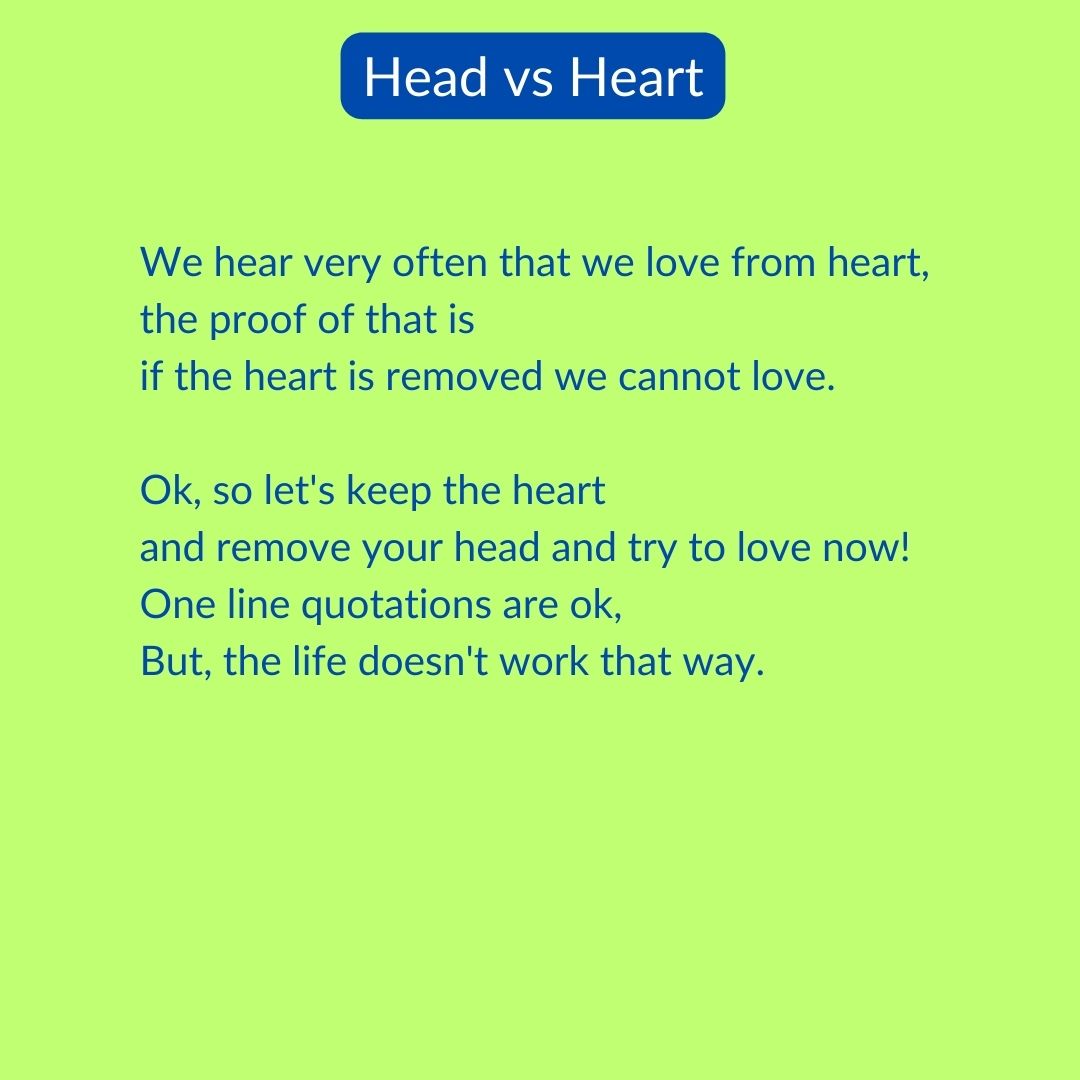 Head vs Heart
We hear very often that we love from heart,
the proof of that is
if the heart is removed we cannot love.
Ok, so let's keep the heart
and remove your head and try to love now!
One line quotations are ok,
But, the life doesn't work that way.